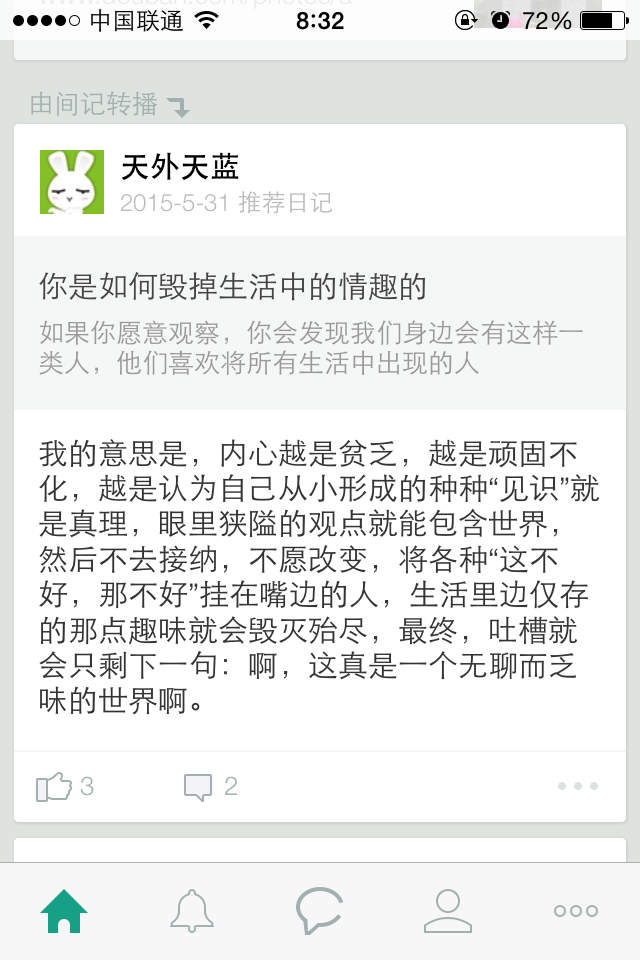 中国联通 8:32 72%
由间记转播
天外天蓝
2015-5-31 推荐日记
你是如何毁掉生活中的情趣的
如果你愿意观察，你会发现我们身边会有这样一
类人，他们喜欢将所有生活中出现的人
我的意思是，内心越是贫乏，越是顽固不
化，越是认为自己从小形成的种种“见识”就
是真理，眼里狭隘的观点就能包含世界，
然后不去接纳，不愿改变，将各种“这不
好，那不好”挂在嘴边的人，生活里边仅存
的那点趣味就会毁灭殆尽，最终，吐槽就
会只剩下一句：啊，这真是一个无聊而乏
味的世界啊。
3 2